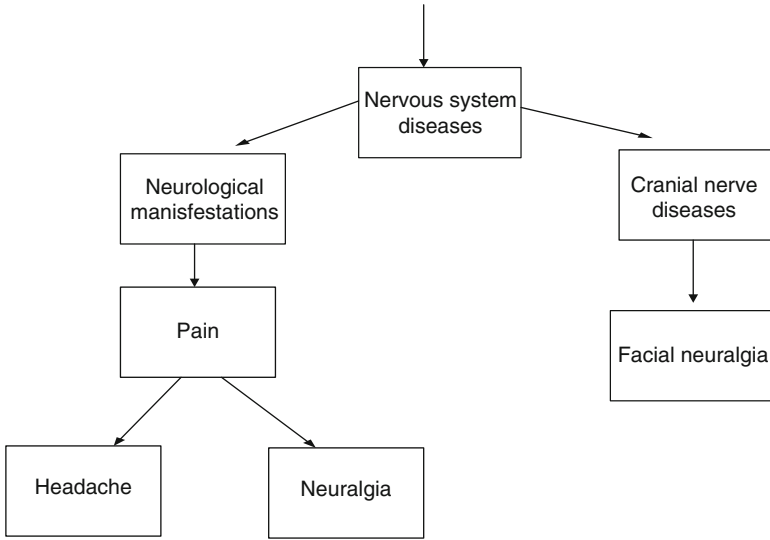 Nervous system
diseases
Neurological
manisfestations
Cranial nerve
diseases
Pain
Facial neuralgia
Headache
Neuralgia